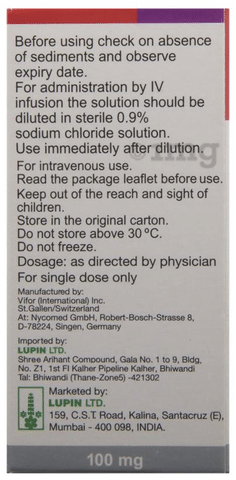 Before using check on absence
of sediments and observe
expiry date.
For administration by IV
infusion the solution should be
diluted in sterile 0.9%
sodium chloride solution.
Use immediately after dilution.
For intravenous use.
Read the package leaflet before use.
Keep out of the reach and sight of
children.
Store in the original carton.
Do not store above 30°C.
Do not freeze.
Dosage: as directed by physician
For single dose only
Manufactured by:
Vifor (International) Inc.
St.Gallen/Switzerland
At: Nycomed GmbH, Robert-Bosch-Strasse 8,
D-78224, Singen, Germany
Imported by:
LUPIN LTD.
Shree Arihant Compound, Gala No. 1 to 9, Bldg,
No. Z1, 1st Fl Kalher Pipeline Kalher, Bhiwandi
Tal: Bhiwandi (Thane-Zone5) -421302
Marketed by:
LUPIN LTD.
159, C.S.T. Road, Kalina, Santacruz (E),
Mumbai - 400 098, INDIA.
100 mg